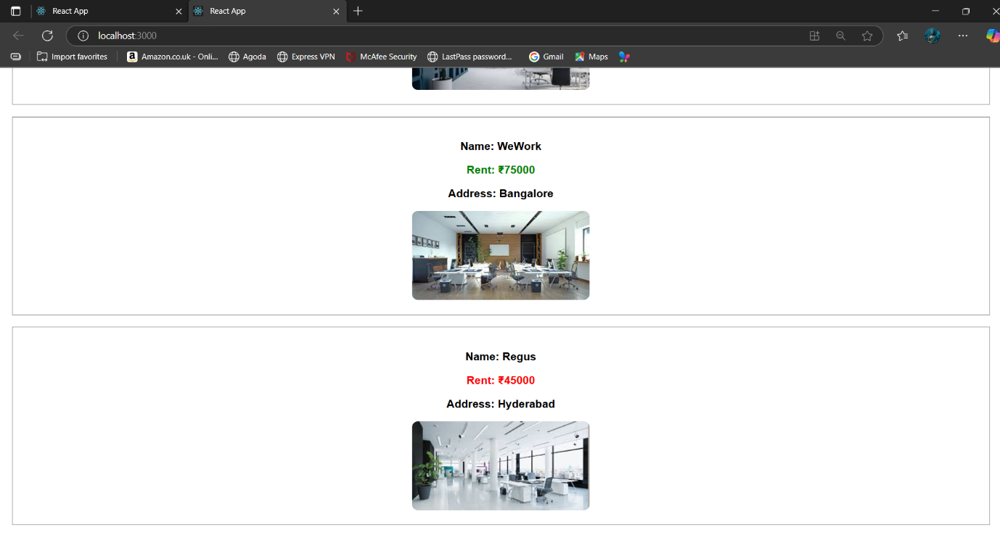 React App
React App
localhost:3000
Import favorites
a Amazon.co.uk - Onli...
Agoda
Express VPN
McAfee Security
LastPass password...
G Gmail
Maps
Name: WeWork
Rent: ₹75000
Address: Bangalore
Name: Regus
Rent: ₹45000
Address: Hyderabad